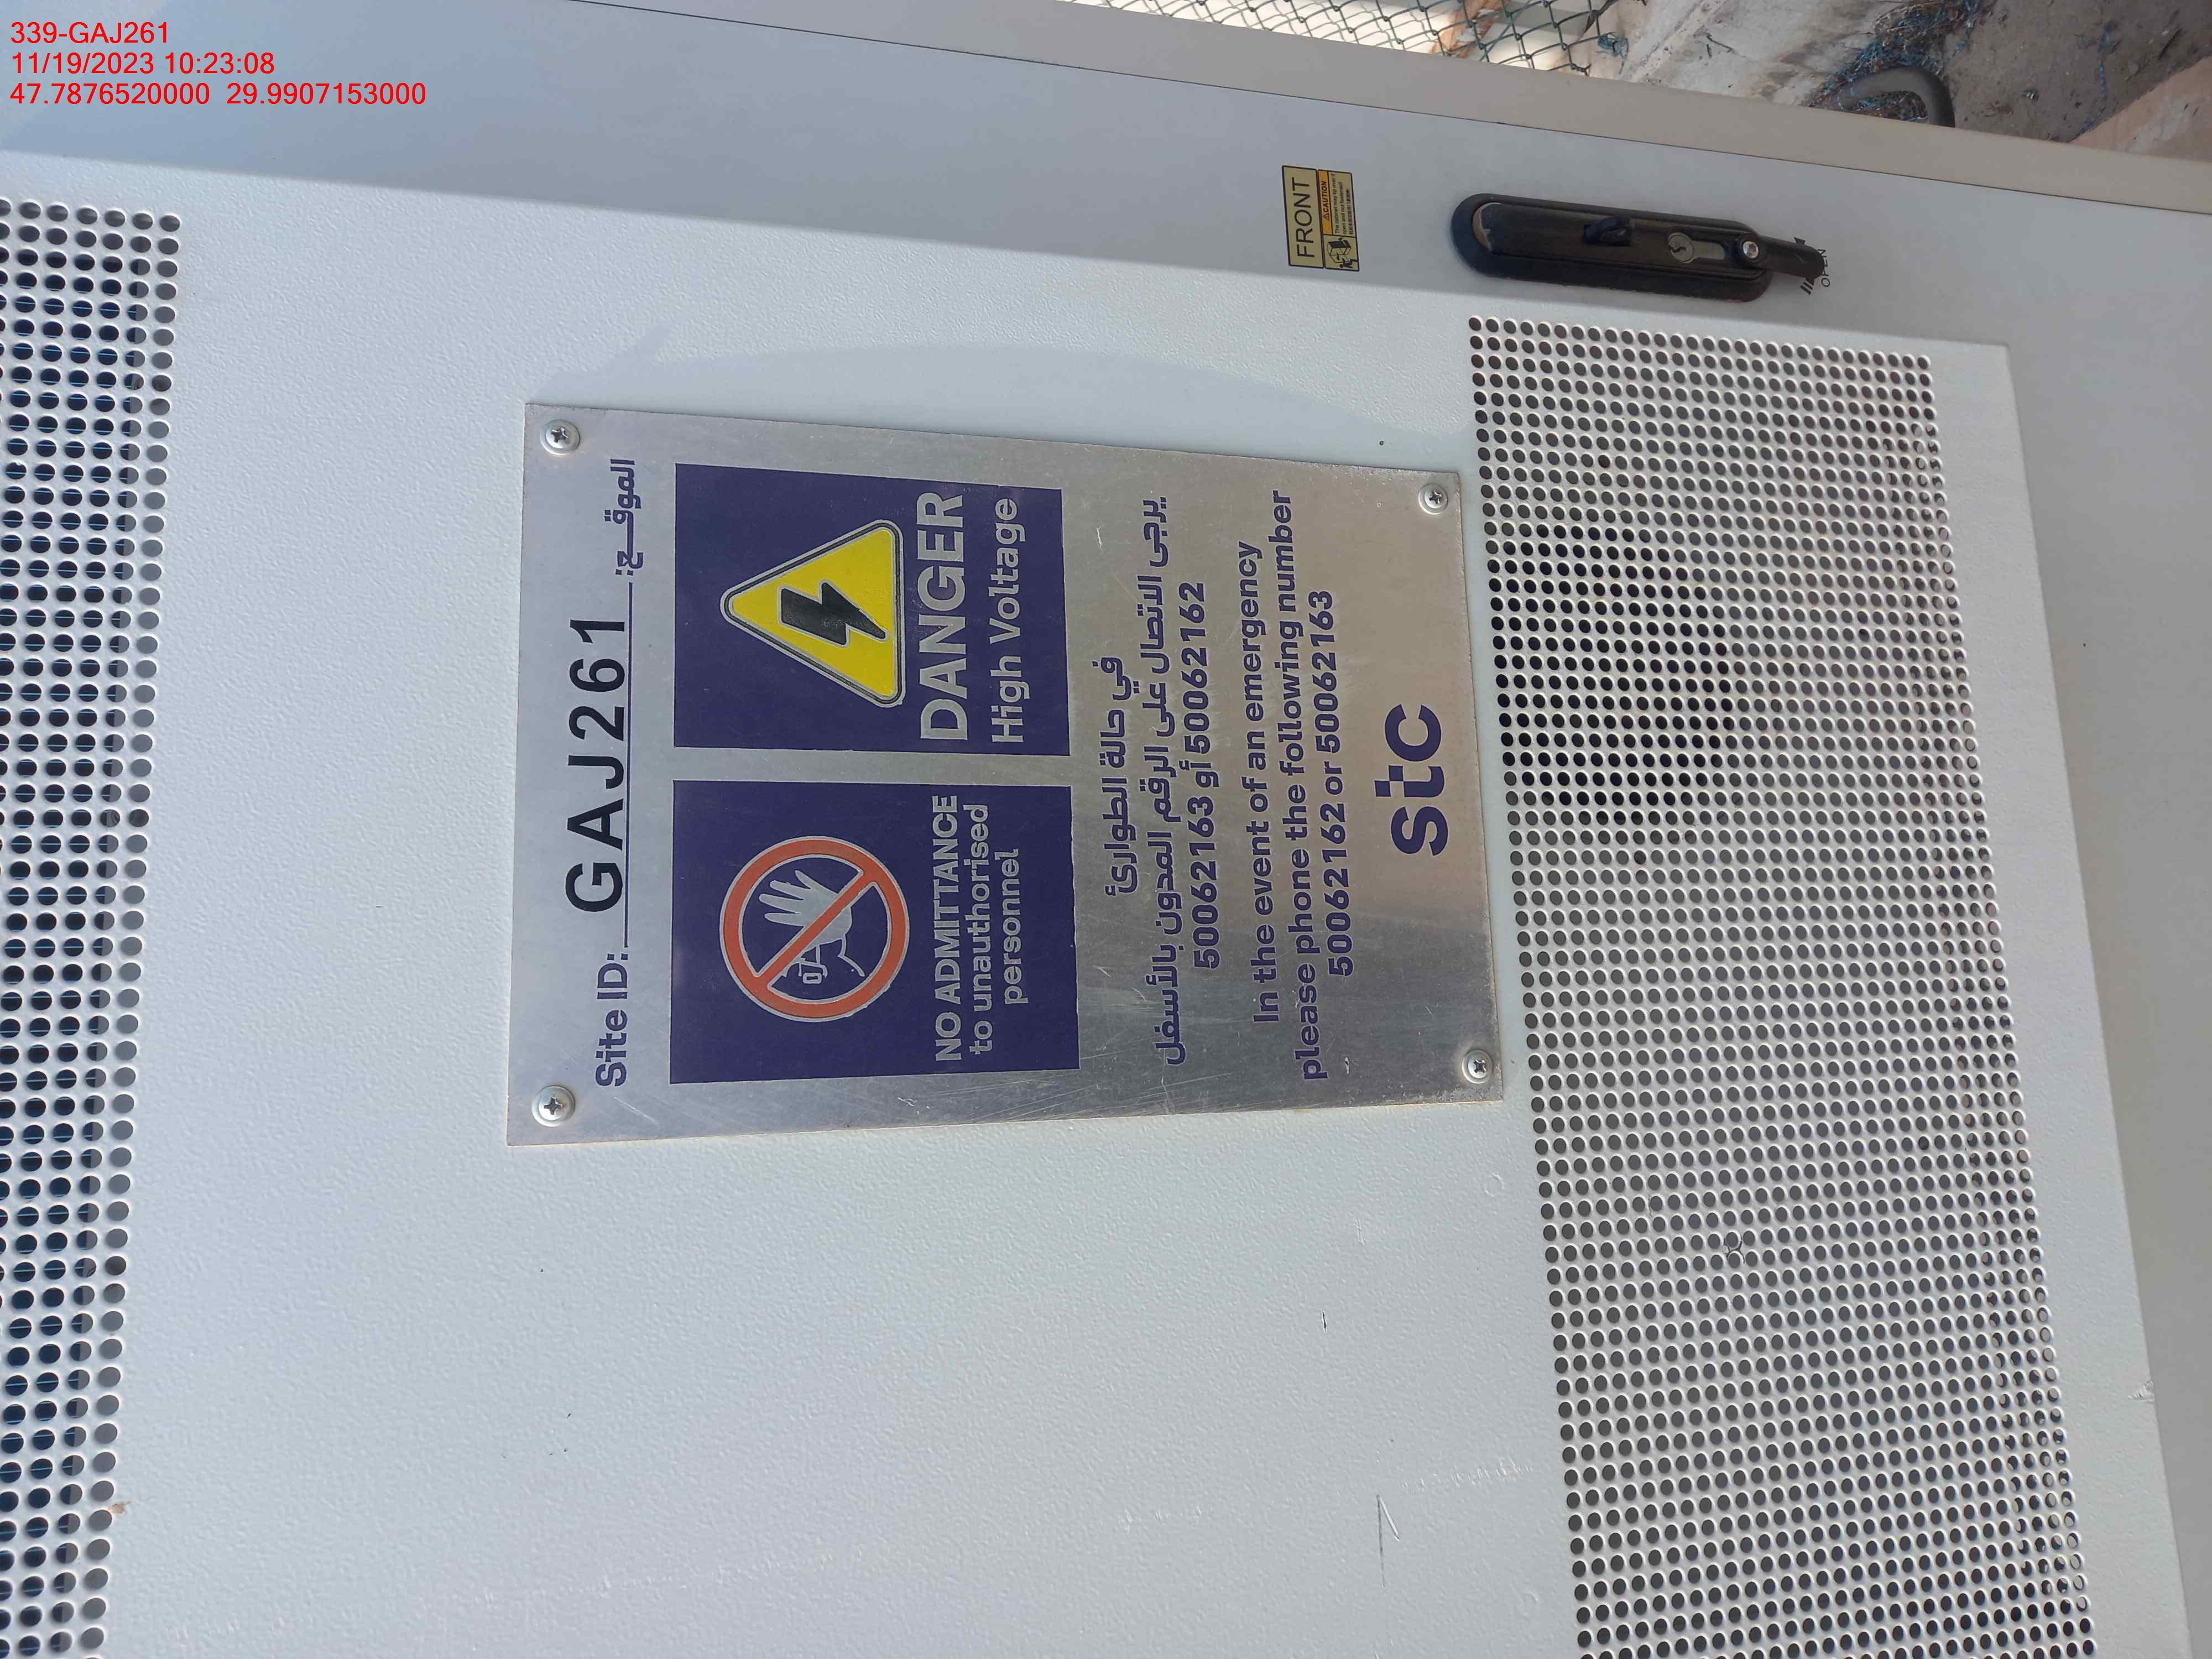 339-GAJ261
11/19/2023 10:23:08
47.7876520000 29.9907153000
Site ID: GAJ261 الموقــع:
NO ADMITTANCE
to unauthorised
personnel
DANGER
High Voltage
في حالة الطوارئ
يرجى الاتصال على الرقم المدون بالأسفل
50062163 أو 50062162
In the event of an emergency
please phone the following number
50062162 or 50062163
stc
FRONT
CAUTION
OPEN